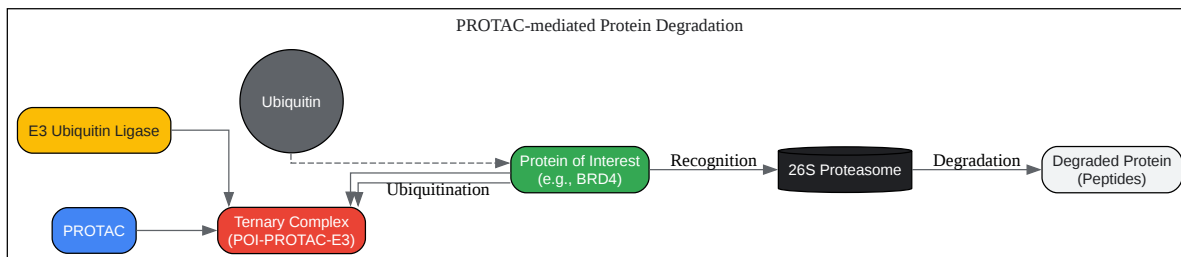 PROTAC-mediated Protein Degradation
Ubiquitin
E3 Ubiquitin Ligase
Protein of Interest
(e.g., BRD4)
Recognition
26S Proteasome
Degradation
Degraded Protein
(Peptides)
Ubiquitination
PROTAC
Ternary Complex
(POI-PROTAC-E3)